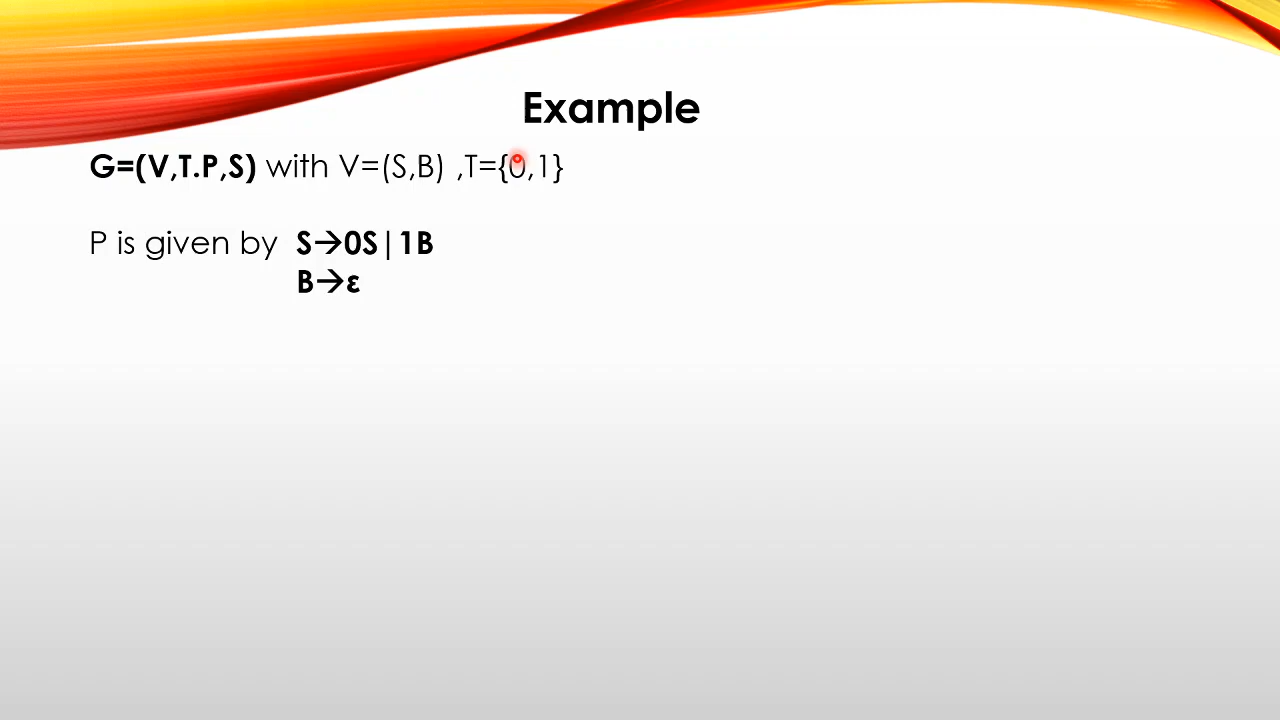 Example
G=(V,T.P,S) with V=(S,B) ,T={0,1}
P is given by S→0S|1B
B→ε